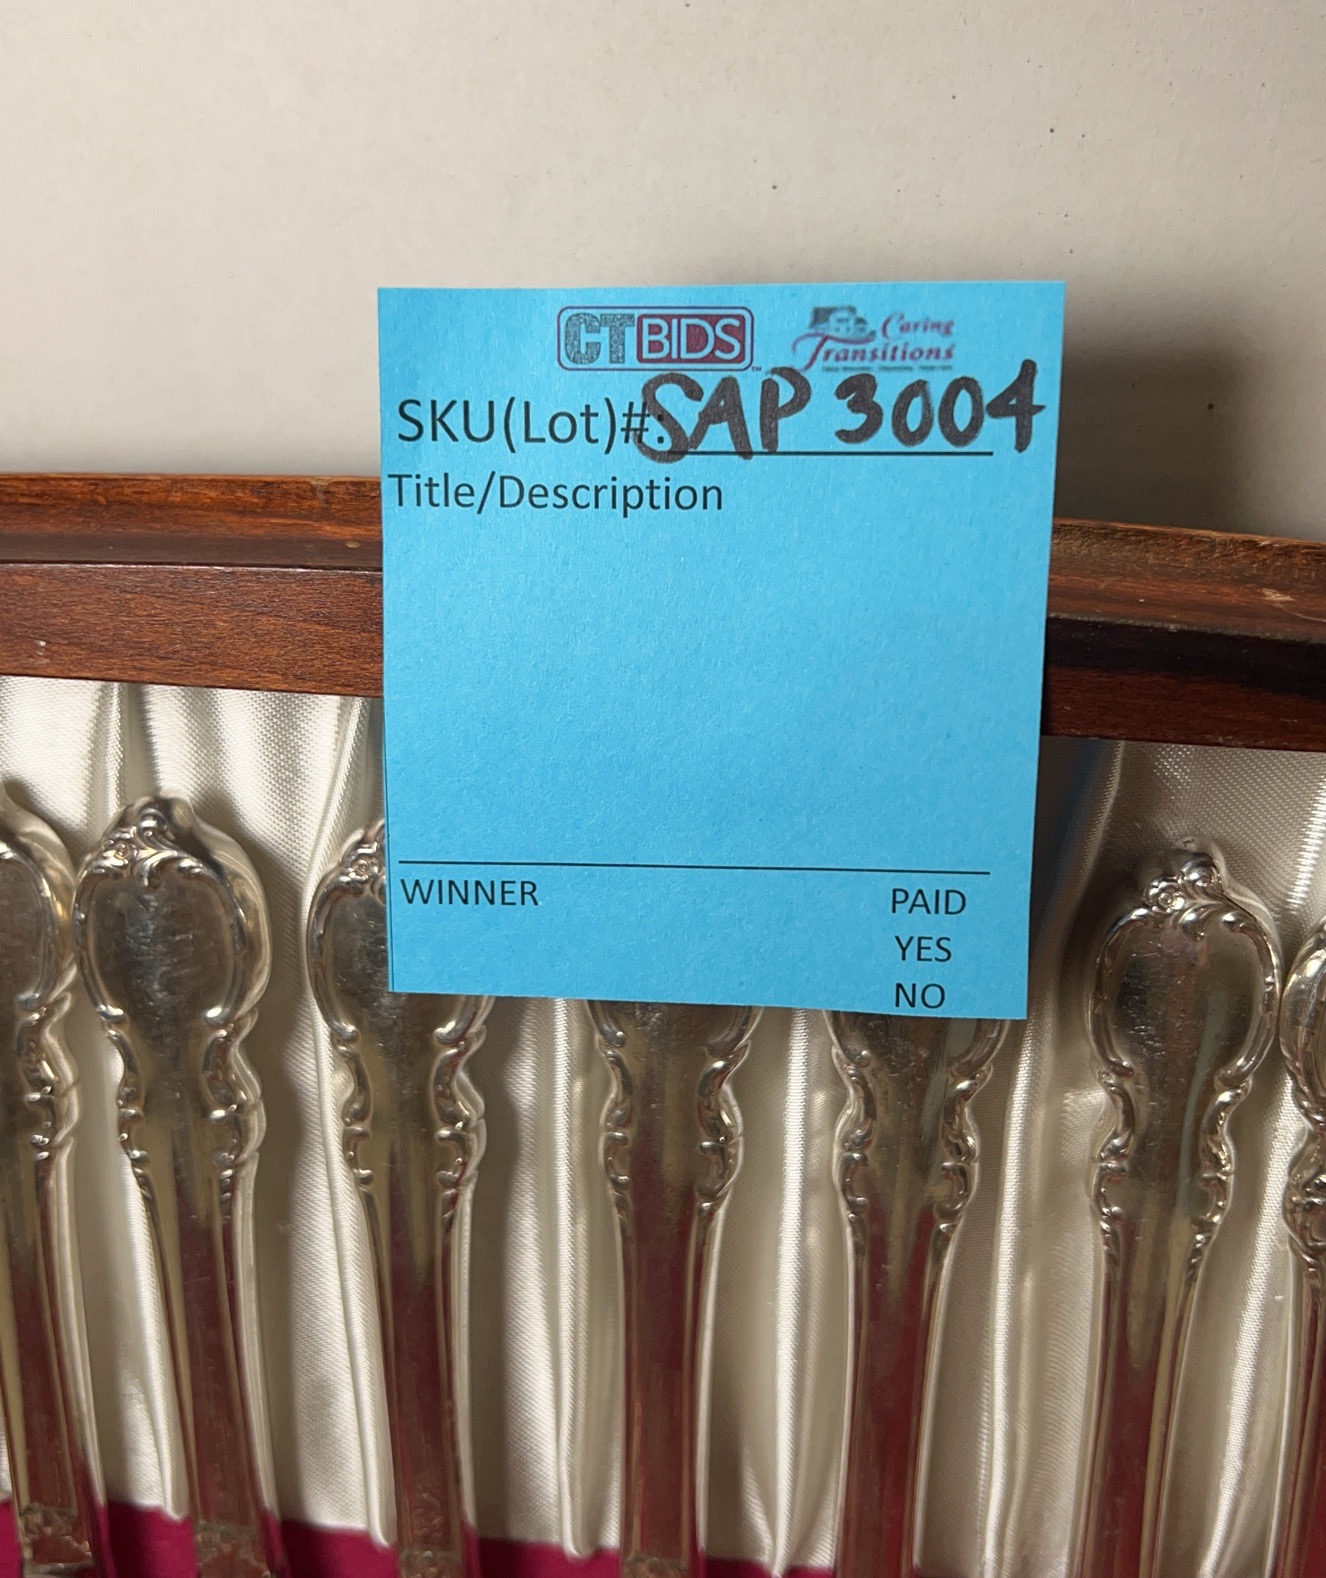 CTBIDS
Caring
Transitions
SKU(Lot)#: SAP 3004
Title/Description
WINNER
PAID
YES
NO